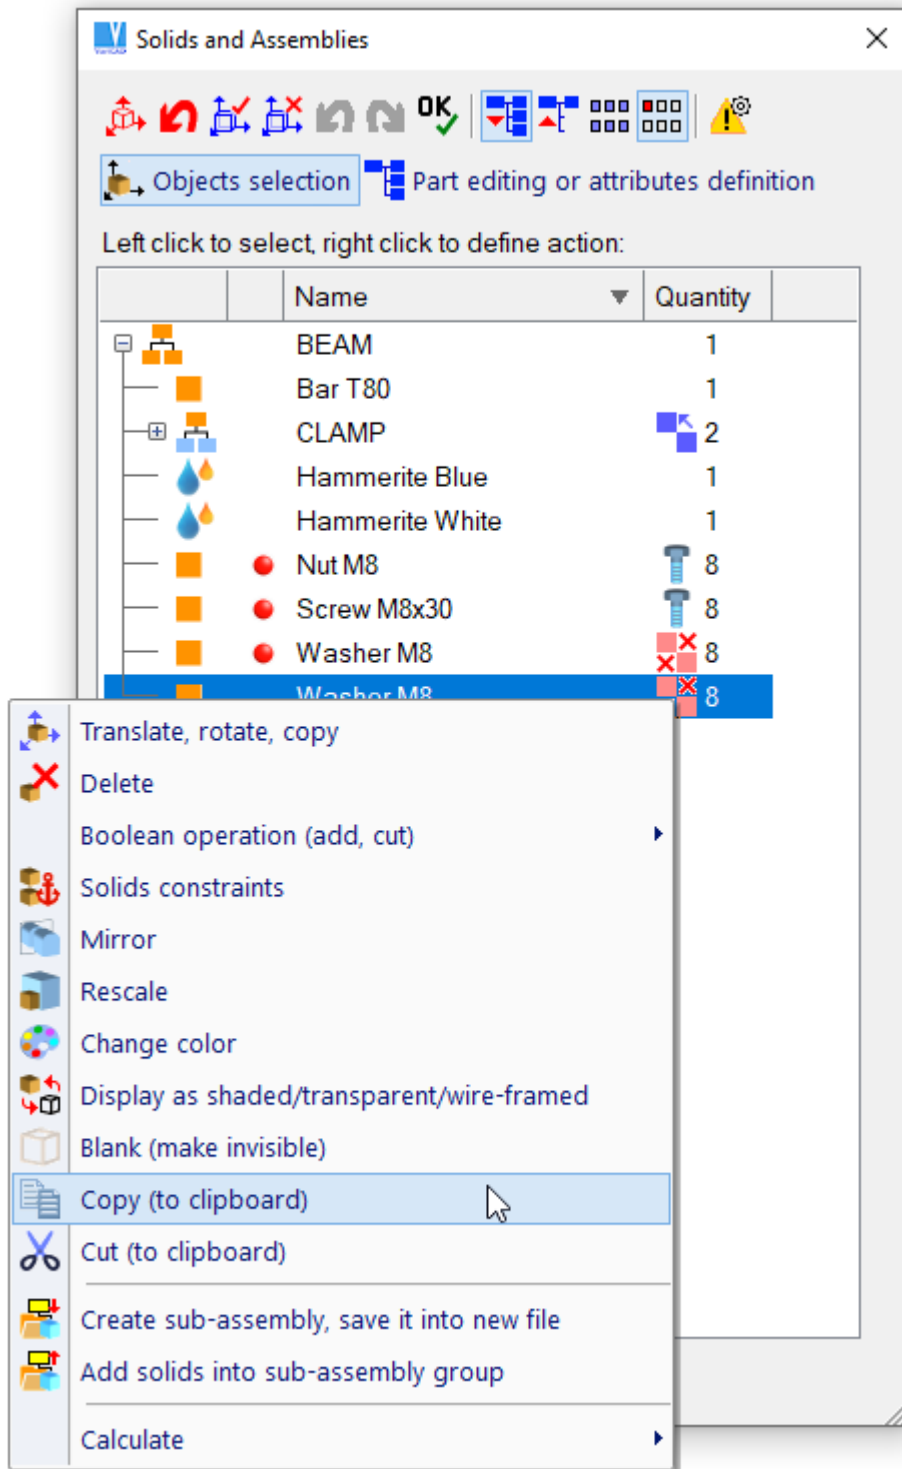 Solids and Assemblies
OK
Objects selection Part editing or attributes definition
Left click to select, right click to define action:
Name Quantity
BEAM 1
Bar T80 1
CLAMP 2
Hammerite Blue 1
Hammerite White 1
Nut M8 8
Screw M8x30 8
Washer M8 8
Washer M8 8
Translate, rotate, copy
Delete
Boolean operation (add, cut)
Solids constraints
Mirror
Rescale
Change color
Display as shaded/transparent/wire-framed
Blank (make invisible)
Copy (to clipboard)
Cut (to clipboard)
Create sub-assembly, save it into new file
Add solids into sub-assembly group
Calculate